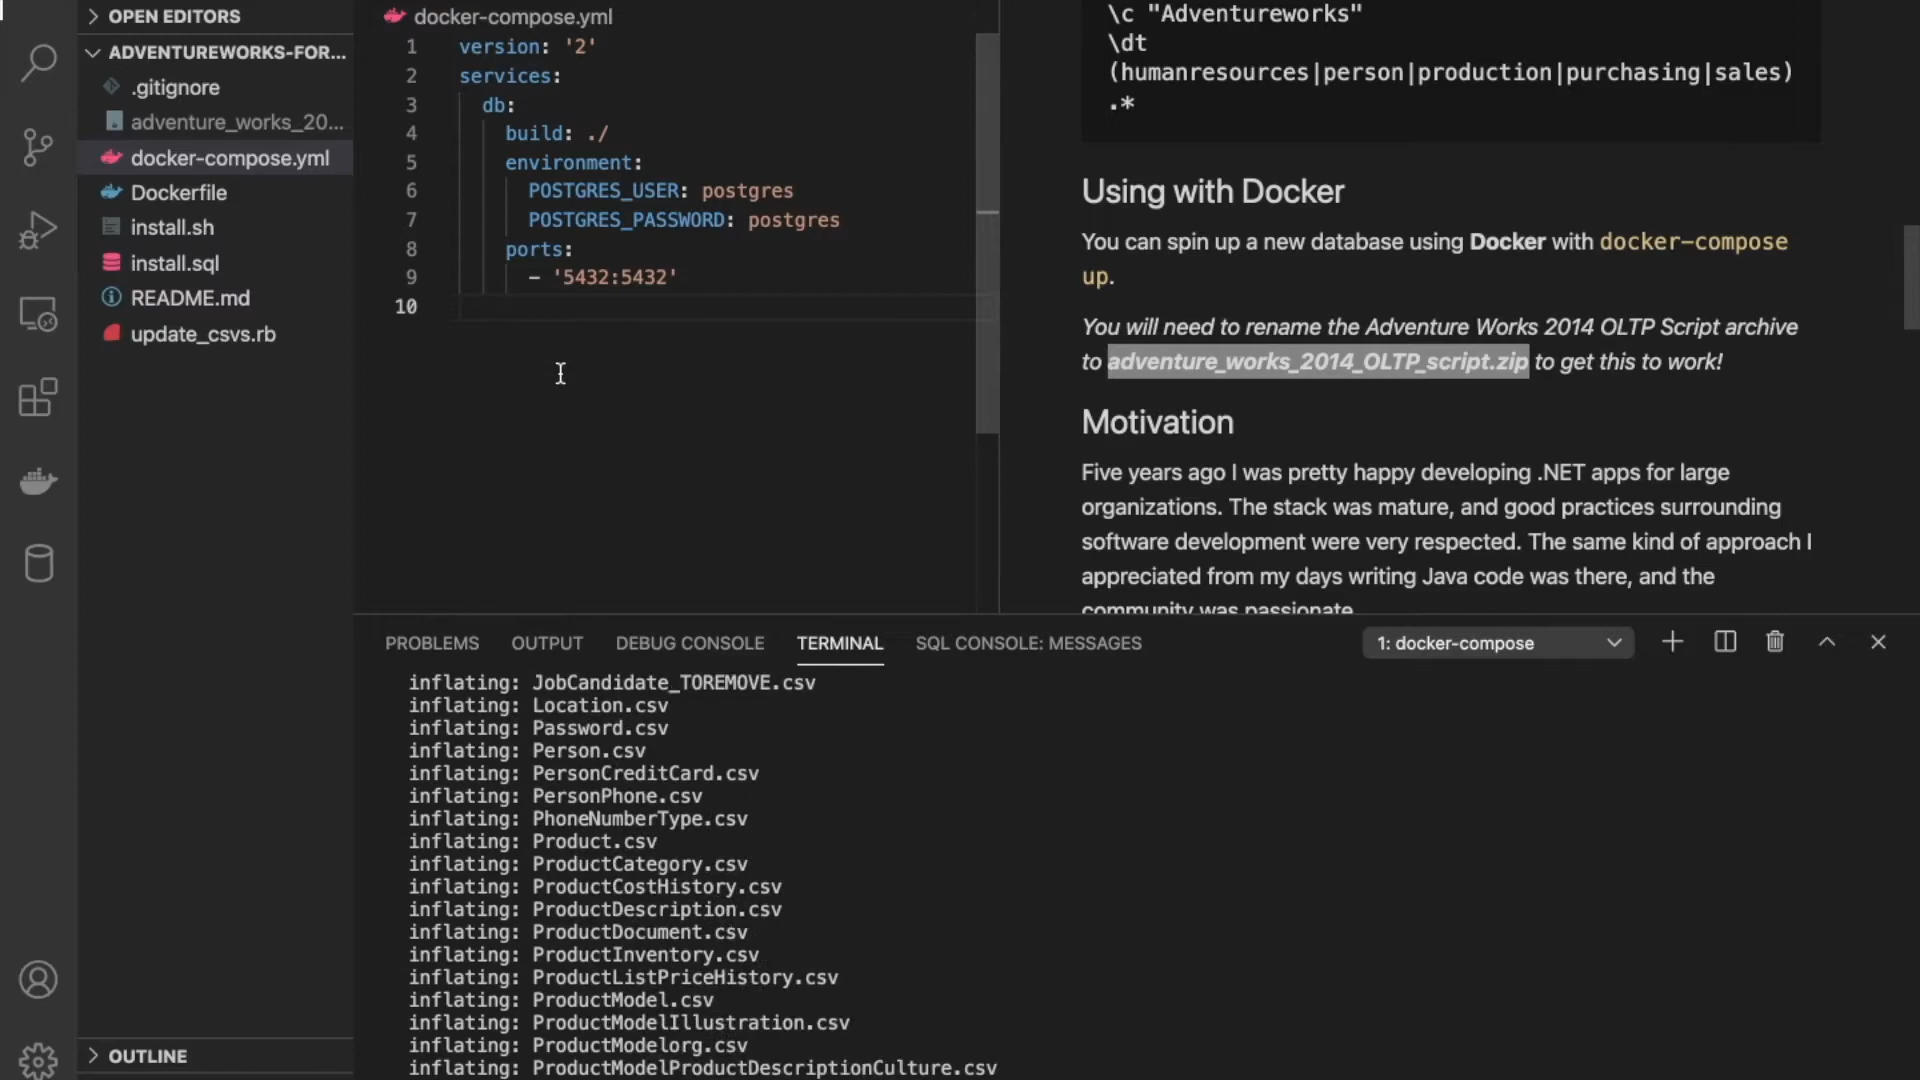 OPEN EDITORS
ADVENTUREWORKS-FOR...
.gitignore
adventure_works_20...
docker-compose.yml
Dockerfile
install.sh
install.sql
README.md
update_csvs.rb
OUTLINE
docker-compose.yml
1 version: '2'
2 services:
3 db:
4 build: ./
5 environment:
6 POSTGRES_USER: postgres
7 POSTGRES_PASSWORD: postgres
8 ports:
9 - '5432:5432'
10
\c "Adventureworks"
\dt
(humanresources|person|production|purchasing|sales)
.*
Using with Docker
You can spin up a new database using Docker with docker-compose
up.
You will need to rename the Adventure Works 2014 OLTP Script archive
to adventure_works_2014_OLTP_script.zip to get this to work!
Motivation
Five years ago I was pretty happy developing .NET apps for large
organizations. The stack was mature, and good practices surrounding
software development were very respected. The same kind of approach I
appreciated from my days writing Java code was there, and the
community was passionate.
PROBLEMS OUTPUT DEBUG CONSOLE TERMINAL SQL CONSOLE: MESSAGES 1: docker-compose
inflating: JobCandidate_TOREMOVE.csv
inflating: Location.csv
inflating: Password.csv
inflating: Person.csv
inflating: PersonCreditCard.csv
inflating: PersonPhone.csv
inflating: PhoneNumberType.csv
inflating: Product.csv
inflating: ProductCategory.csv
inflating: ProductCostHistory.csv
inflating: ProductDescription.csv
inflating: ProductDocument.csv
inflating: ProductInventory.csv
inflating: ProductListPriceHistory.csv
inflating: ProductModel.csv
inflating: ProductModelIllustration.csv
inflating: ProductModelorg.csv
inflating: ProductModelProductDescriptionCulture.csv